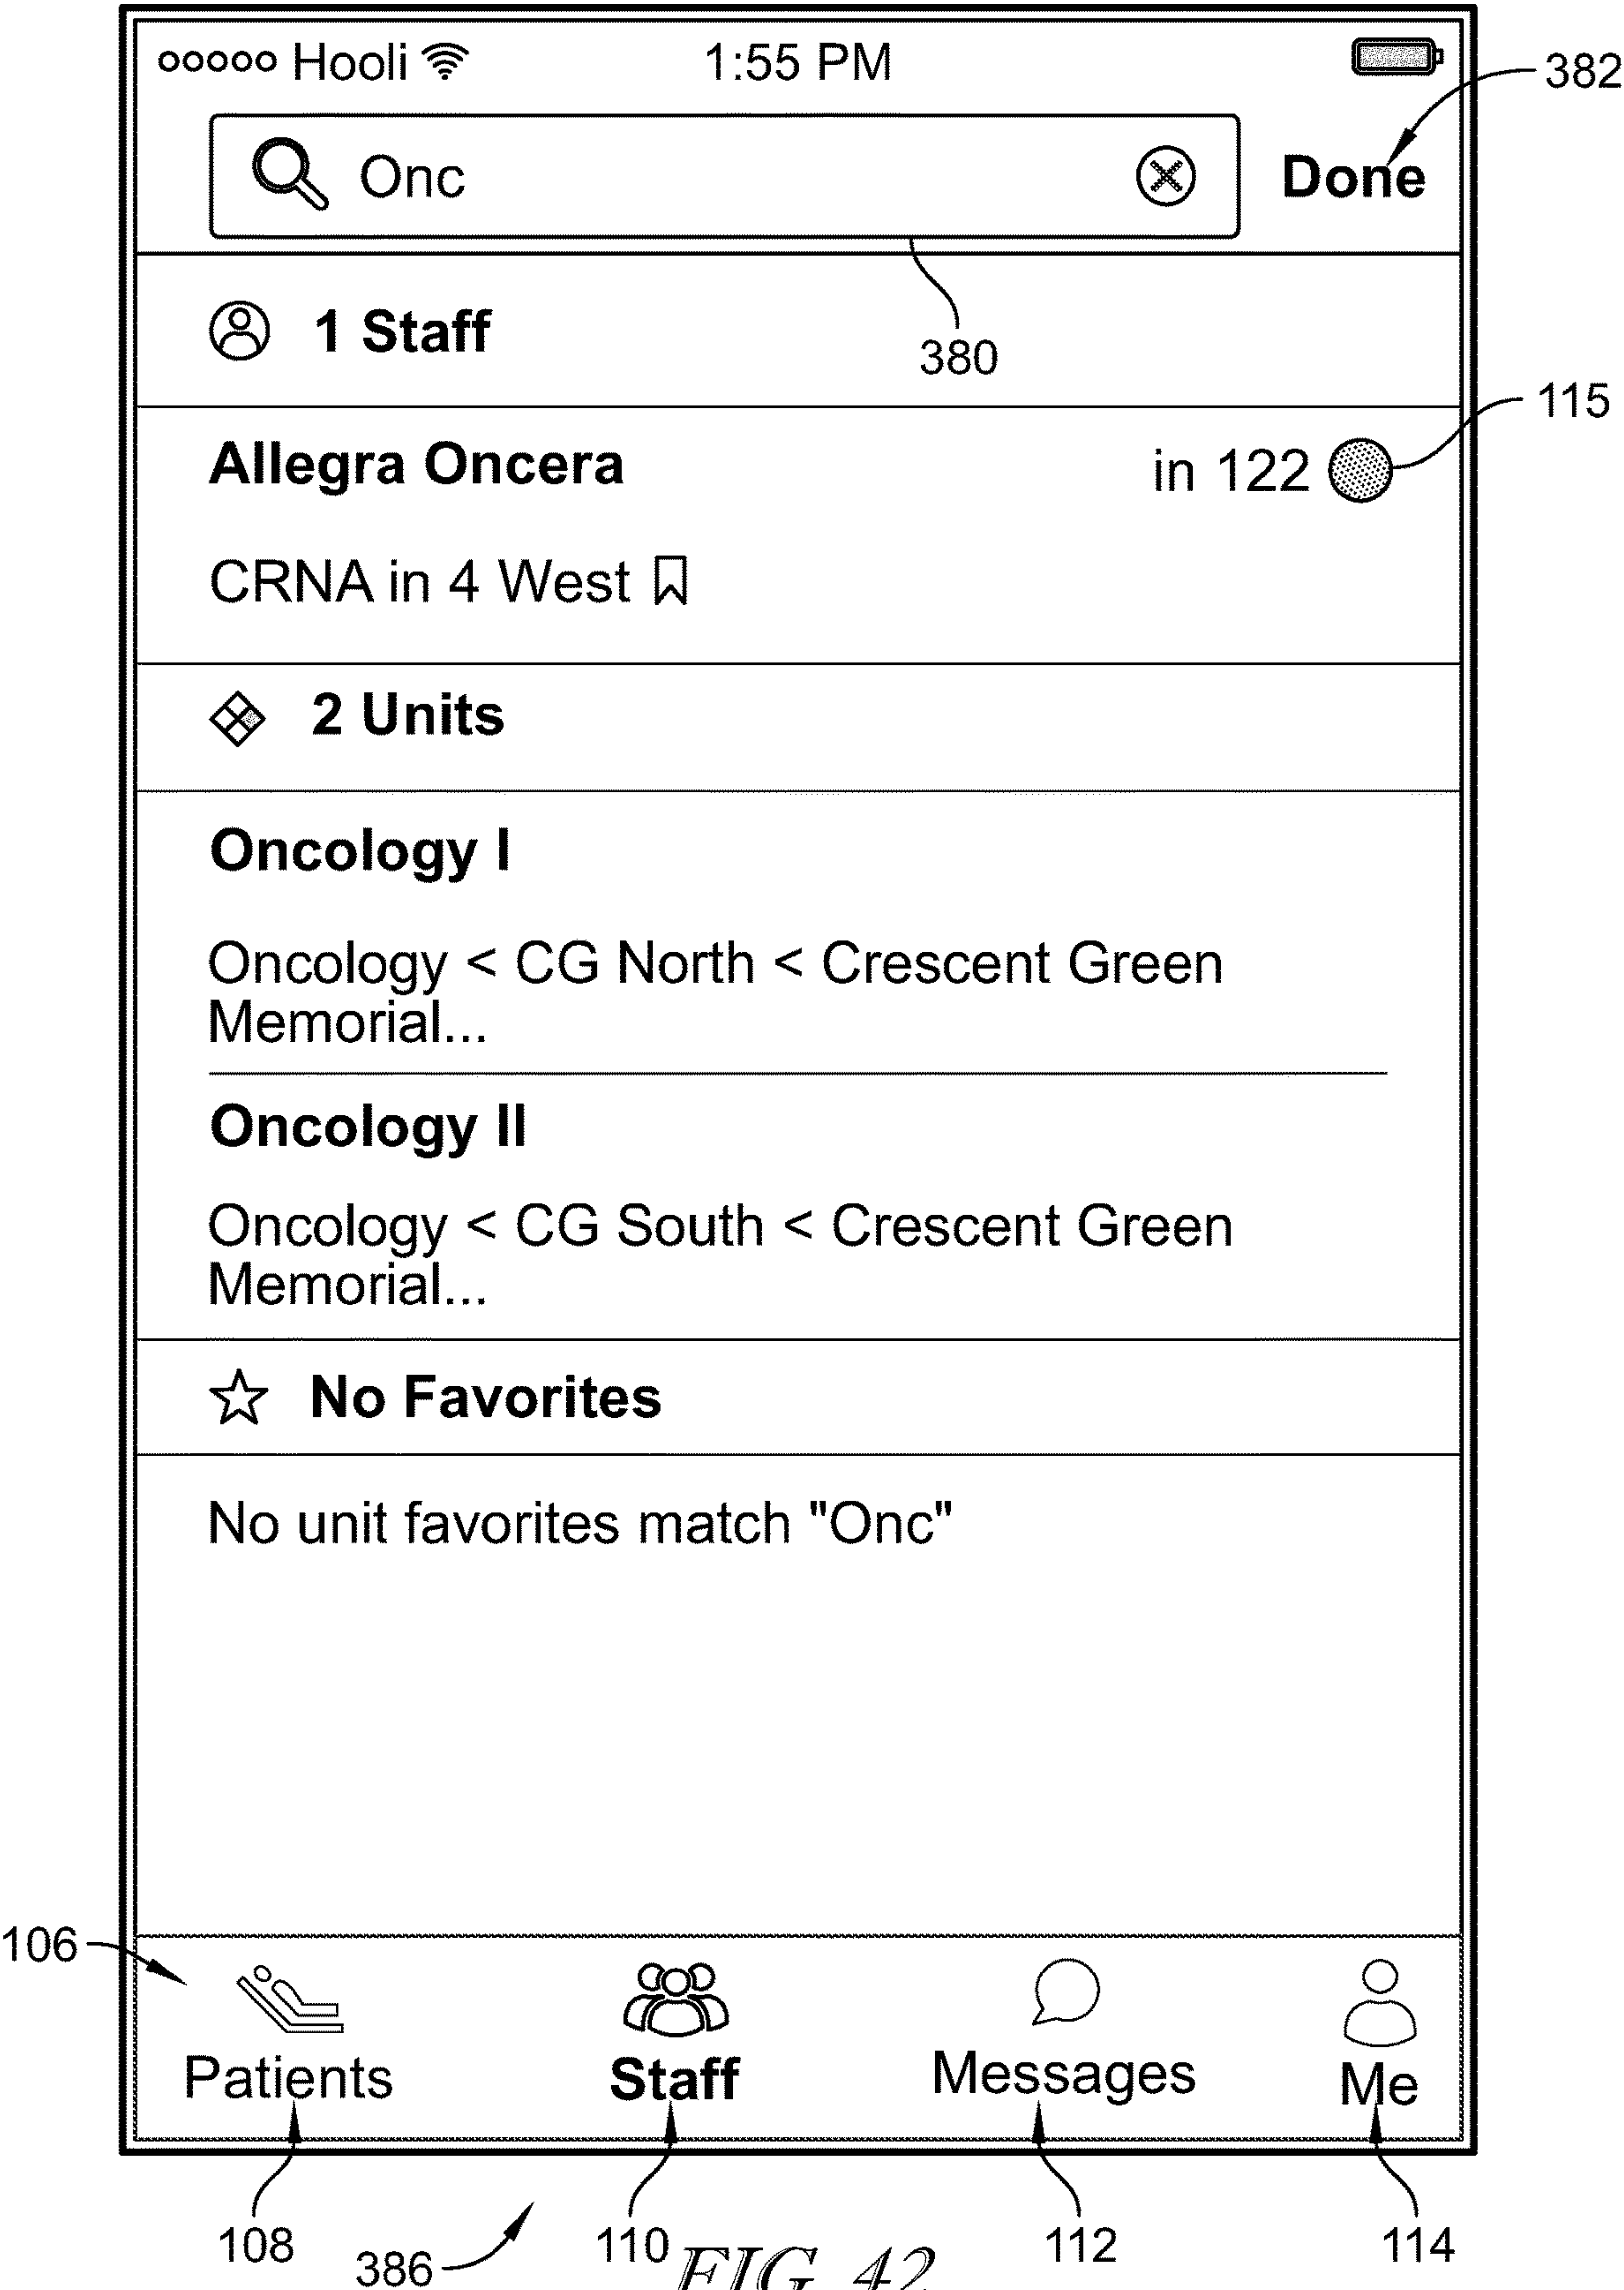 ooooo Hooli 1:55 PM
382
Onc
Done
1 Staff
380
115
Allegra Oncera in 122
CRNA in 4 West
2 Units
Oncology I
Oncology < CG North < Crescent Green
Memorial...
Oncology II
Oncology < CG South < Crescent Green
Memorial...
No Favorites
No unit favorites match "Onc"
106
Patients Staff Messages Me
108 386 110 112 114
FIG. 42